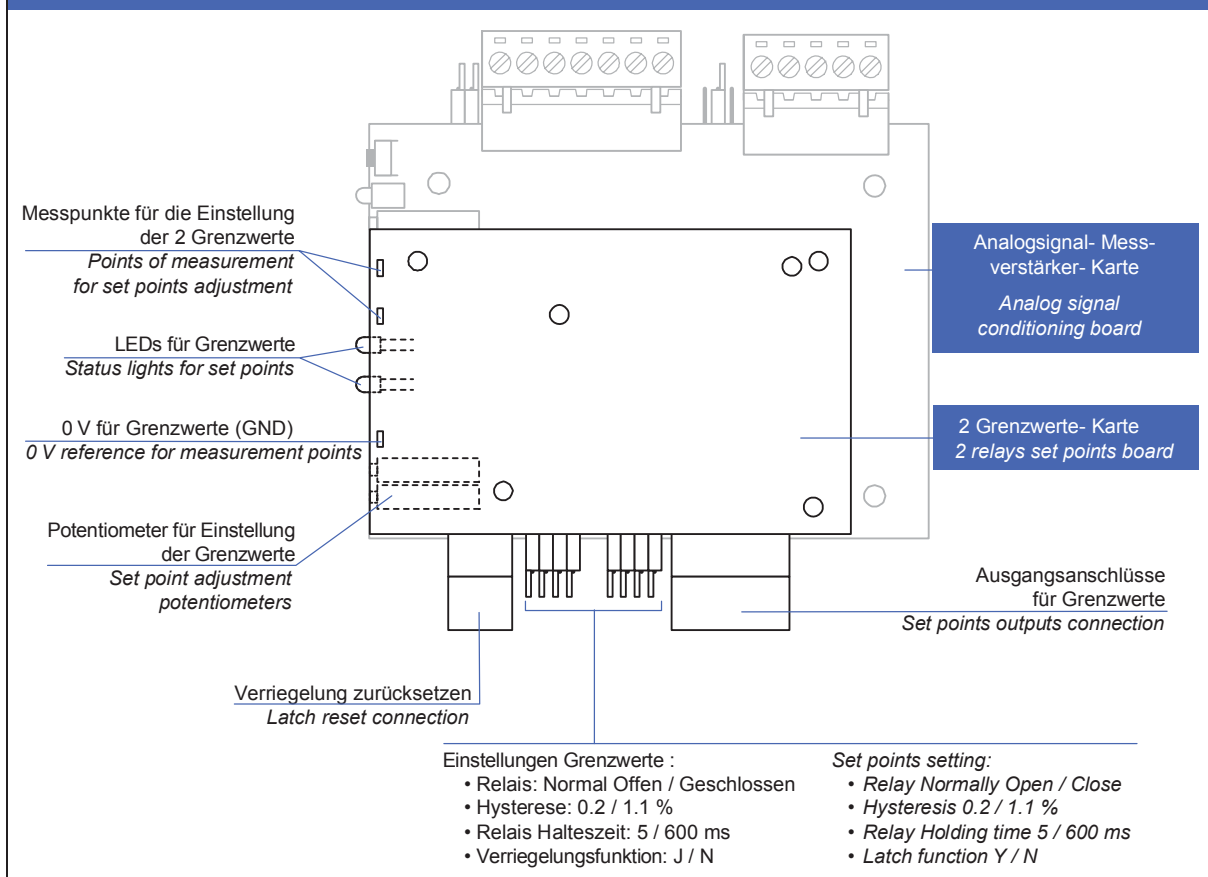 Messpunkte für die Einstellung
der 2 Grenzwerte
Points of measurement
for set points adjustment
LEDs für Grenzwerte
Status lights for set points
0 V für Grenzwerte (GND)
0 V reference for measurement points
Potentiometer für Einstellung
der Grenzwerte
Set point adjustment
potentiometers
Analogsignal- Mess-
verstärker- Karte
Analog signal
conditioning board
2 Grenzwerte- Karte
2 relays set points board
Ausgangsanschlüsse
für Grenzwerte
Set points outputs connection
Verriegelung zurücksetzen
Latch reset connection
Einstellungen Grenzwerte :
• Relais: Normal Offen / Geschlossen
• Hysterese: 0.2 / 1.1 %
• Relais Halteszeit: 5 / 600 ms
• Verriegelungsfunktion: J / N
Set points setting:
• Relay Normally Open / Close
• Hysteresis 0.2 / 1.1 %
• Relay Holding time 5 / 600 ms
• Latch function Y / N